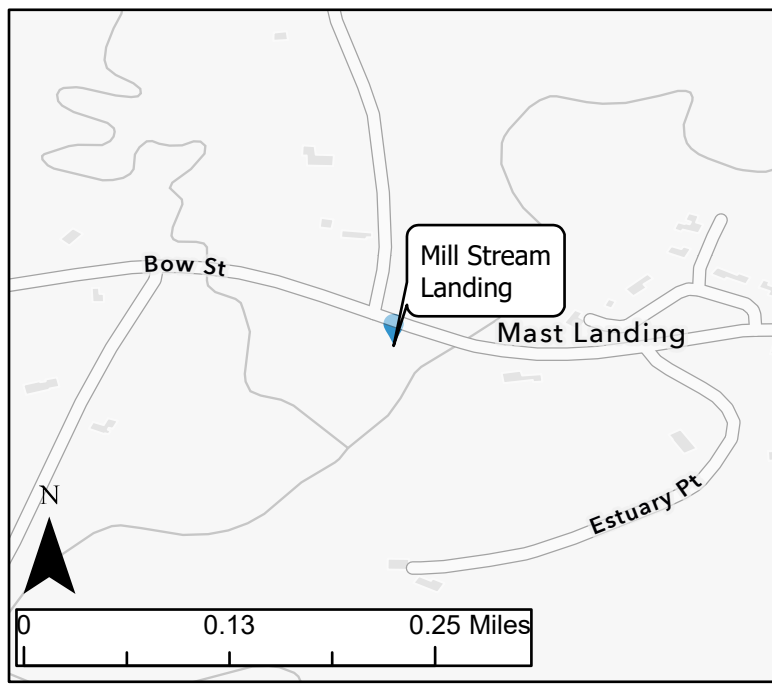 Bow St
Mill Stream
Landing
Mast Landing
Estuary Pt
N
0 0.13 0.25 Miles